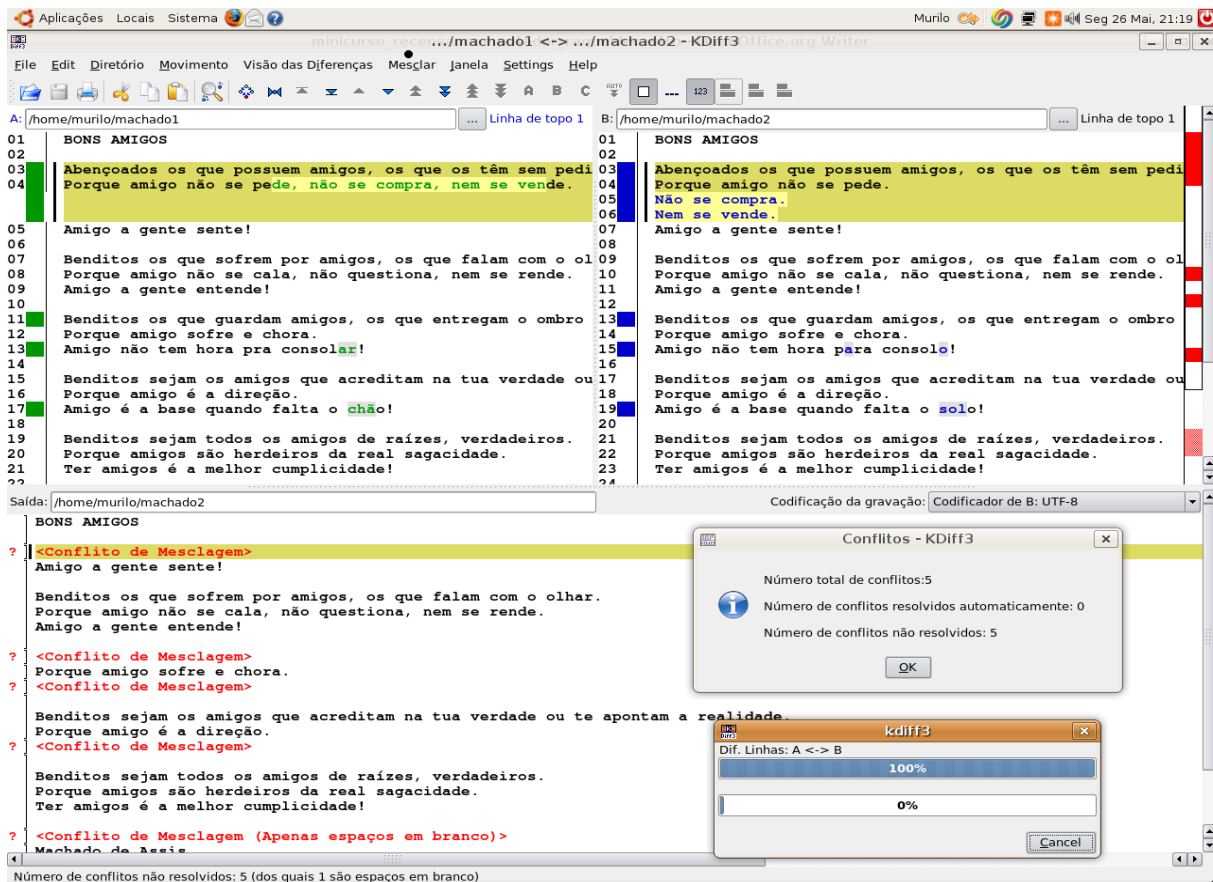 Aplicações Locais Sistema Murilo Seg 26 Mai, 21:19
.../machado1 <-> .../machado2 - KDiff3
File Edit Diretório Movimento Visão das Diferenças Mesclar Janela Settings Help
A B C AUTO 123
A: /home/murilo/machado1 ... Linha de topo 1 B: /home/murilo/machado2 ... Linha de topo 1
01 BONS AMIGOS
02
03 Abençoados os que possuem amigos, os que os têm sem pedi
04 Porque amigo não se pede, não se compra, nem se vende.
05 Amigo a gente sente!
06
07 Benditos os que sofrem por amigos, os que falam com o ol
08 Porque amigo não se cala, não questiona, nem se rende.
09 Amigo a gente entende!
10
11 Benditos os que guardam amigos, os que entregam o ombro
12 Porque amigo sofre e chora.
13 Amigo não tem hora pra consolar!
14
15 Benditos sejam os amigos que acreditam na tua verdade ou
16 Porque amigo é a direção.
17 Amigo é a base quando falta o chão!
18
19 Benditos sejam todos os amigos de raízes, verdadeiros.
20 Porque amigos são herdeiros da real sagacidade.
21 Ter amigos é a melhor cumplicidade!
22
01 BONS AMIGOS
02
03 Abençoados os que possuem amigos, os que os têm sem pedi
04 Porque amigo não se pede.
05 Não se compra.
06 Nem se vende.
07 Amigo a gente sente!
08
09 Benditos os que sofrem por amigos, os que falam com o ol
10 Porque amigo não se cala, não questiona, nem se rende.
11 Amigo a gente entende!
12
13 Benditos os que guardam amigos, os que entregam o ombro
14 Porque amigo sofre e chora.
15 Amigo não tem hora para consolo!
16
17 Benditos sejam os amigos que acreditam na tua verdade ou
18 Porque amigo é a direção.
19 Amigo é a base quando falta o solo!
20
21 Benditos sejam todos os amigos de raízes, verdadeiros.
22 Porque amigos são herdeiros da real sagacidade.
23 Ter amigos é a melhor cumplicidade!
24
Saída: /home/murilo/machado2 Codificação da gravação: Codificador de B: UTF-8
BONS AMIGOS
? <Conflito de Mesclagem>
Amigo a gente sente!
Benditos os que sofrem por amigos, os que falam com o olhar.
Porque amigo não se cala, não questiona, nem se rende.
Amigo a gente entende!
? <Conflito de Mesclagem>
Porque amigo sofre e chora.
? <Conflito de Mesclagem>
Benditos sejam os amigos que acreditam na tua verdade ou te apontam a realidade.
Porque amigo é a direção.
? <Conflito de Mesclagem>
Benditos sejam todos os amigos de raízes, verdadeiros.
Porque amigos são herdeiros da real sagacidade.
Ter amigos é a melhor cumplicidade!
? <Conflito de Mesclagem (Apenas espaços em branco)>
Machado de Assis
Conflitos - KDiff3
Número total de conflitos:5
Número de conflitos resolvidos automaticamente: 0
Número de conflitos não resolvidos: 5
OK
kdiff3
Dif. Linhas: A <-> B
100%
0%
Cancel
Número de conflitos não resolvidos: 5 (dos quais 1 são espaços em branco)